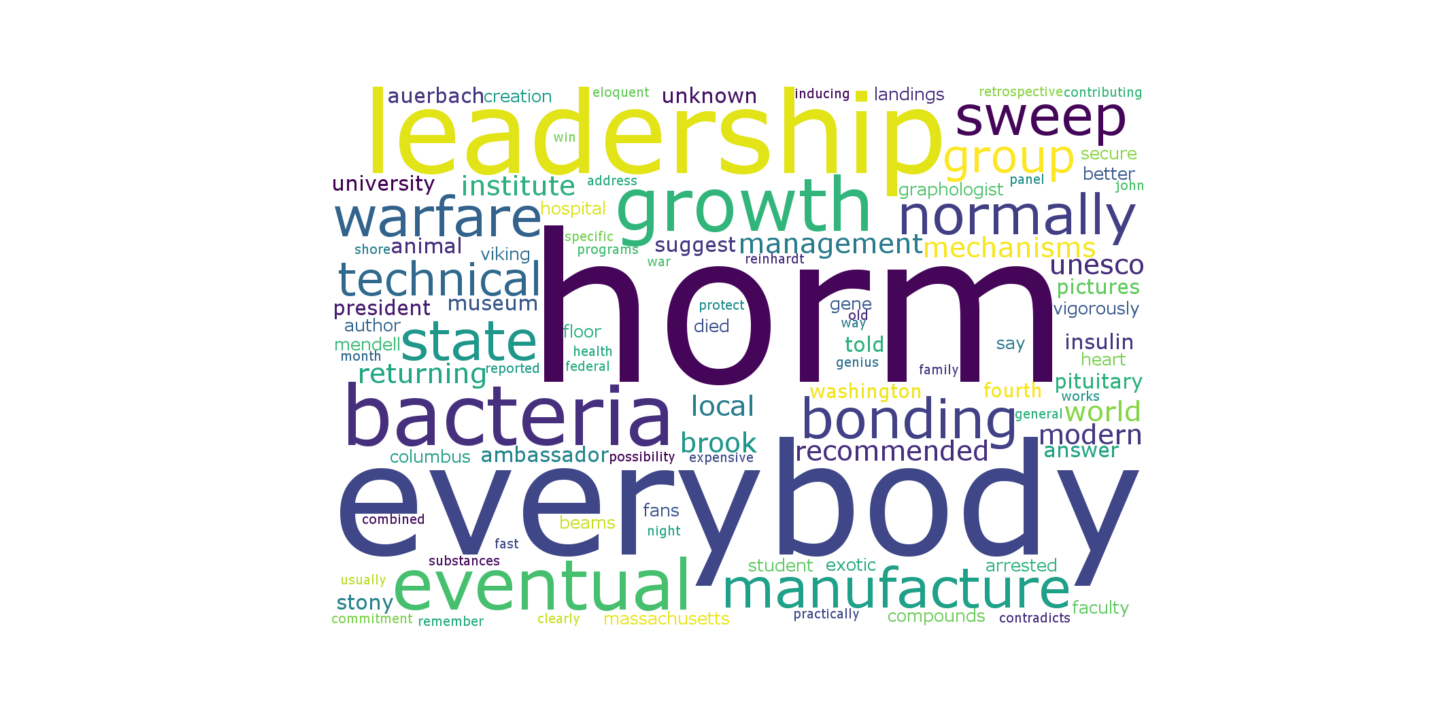 auerbach creation eloquent unknown inducing landings retrospective contributing
leadership sweep
win
group secure
better
university institute address growth graphologist panel john
warfare hospital normally
specific
shore animal viking programs suggest management mechanisms
war reinhardt unesco
technical horm pictures
president museum protect gene vigorously
author floor died old
way
mendell state told say insulin
month health genius heart
returning reported federal family pituitary
bacteria local washington fourth works
bonding general world
brook recommended modern
columbus ambassador possibility expensive answer
everybody
combined beams fans
fast night
substances student exotic arrested
usually eventual manufacture
stony practically compounds faculty
commitment remember clearly massachusetts contradicts